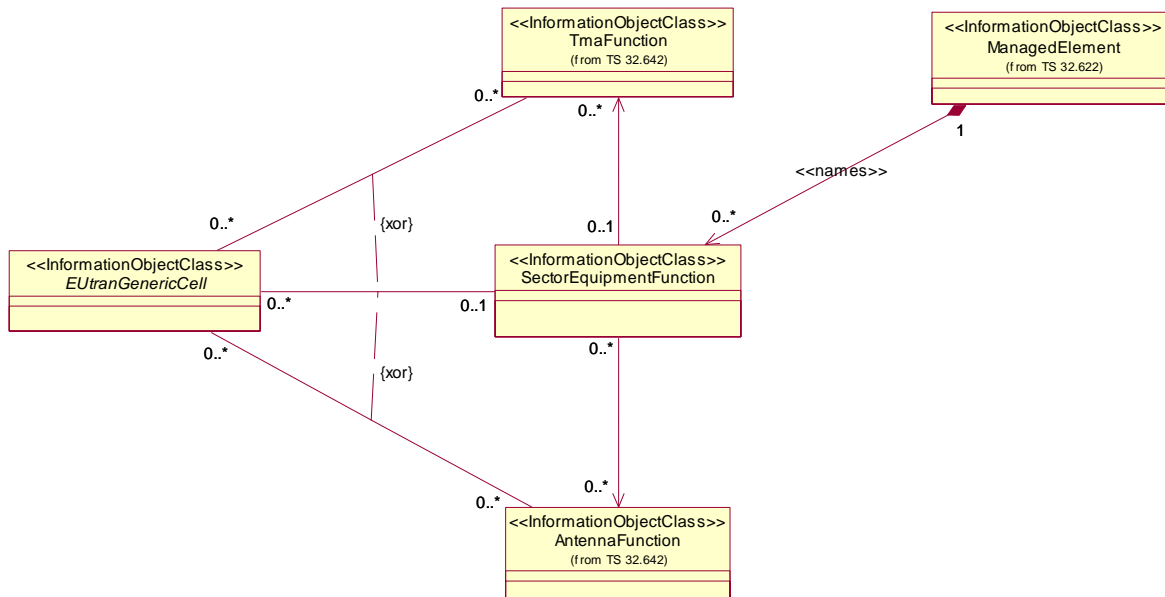 <<InformationObjectClass>>
TmaFunction
(from TS 32.642)
<<InformationObjectClass>>
ManagedElement
(from TS 32.622)
0..*
0..*
1
<<names>>
0..*
{xor}
0..1
0..*
<<InformationObjectClass>>
EUtranGenericCell
<<InformationObjectClass>>
SectorEquipmentFunction
0..*
0..1
0..*
0..*
{xor}
0..*
0..*
<<InformationObjectClass>>
AntennaFunction
(from TS 32.642)